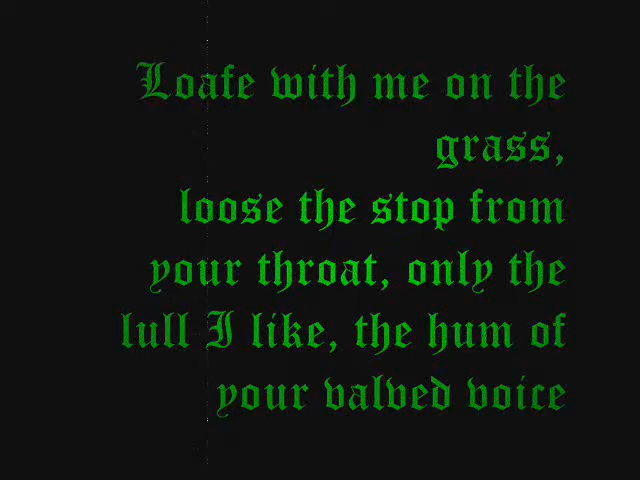 Loafe with me on the
grass,
loose the stop from
your throat, only the
lull I like, the hum of
your valved voice